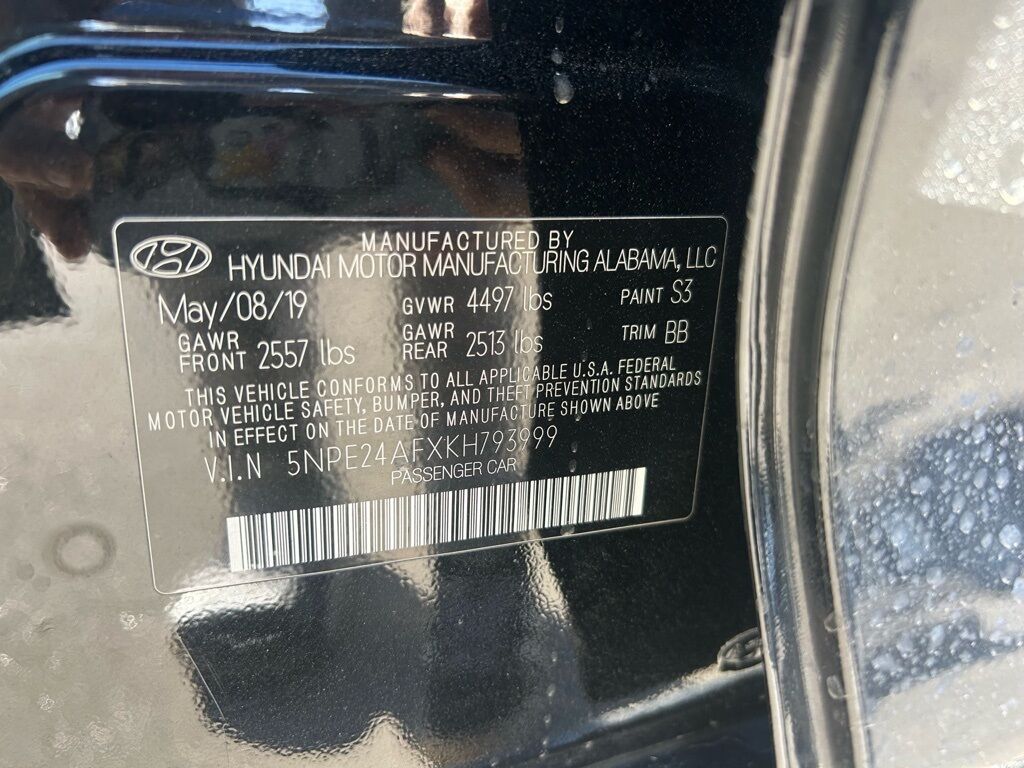 MANUFACTURED BY
HYUNDAI MOTOR MANUFACTURING ALABAMA, LLC
May/08/19 GVWR 4497 lbs PAINT S3
GAWR FRONT 2557 lbs GAWR REAR 2513 lbs TRIM BB
THIS VEHICLE CONFORMS TO ALL APPLICABLE U.S.A. FEDERAL
MOTOR VEHICLE SAFETY, BUMPER, AND THEFT PREVENTION STANDARDS
IN EFFECT ON THE DATE OF MANUFACTURE SHOWN ABOVE
V.I.N 5NPE24AFXKH793999
PASSENGER CAR